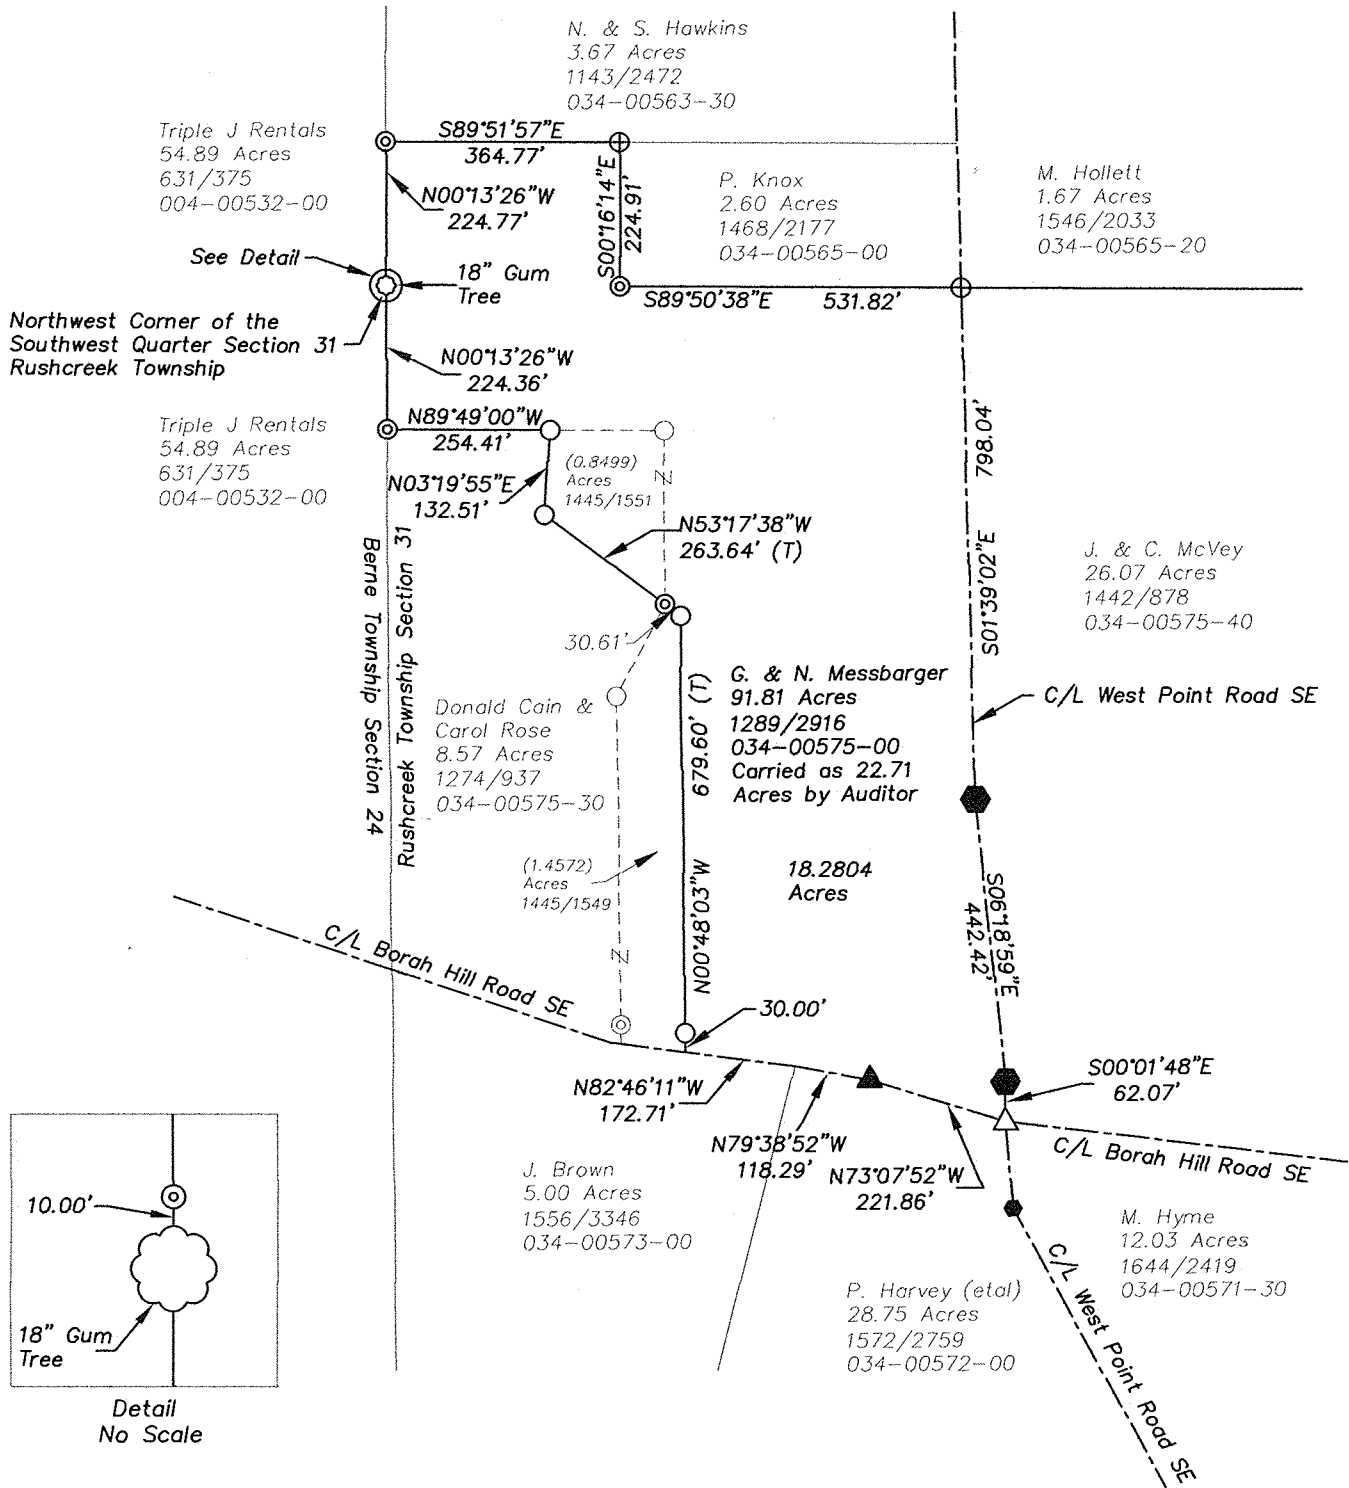 N. & S. Hawkins
3.67 Acres
1143/2472
034-00563-30
Triple J Rentals
54.89 Acres
631/375
004-00532-00
S89°51'57"E
364.77'
N00°13'26"W
224.77'
S00°16'14"E
224.91'
P. Knox
2.60 Acres
1468/2177
034-00565-00
M. Hollett
1.67 Acres
1546/2033
034-00565-20
See Detail
18" Gum
Tree
S89°50'38"E 531.82'
Northwest Corner of the
Southwest Quarter Section 31
Rushcreek Township
N00°13'26"W
224.36'
Triple J Rentals
54.89 Acres
631/375
004-00532-00
N89°49'00"W
254.41'
(0.8499)
Acres
1445/1551
Z
N03°19'55"E
132.51'
N53°17'38"W
263.64' (T)
S01°39'02"E 798.04'
J. & C. McVey
26.07 Acres
1442/878
034-00575-40
Berne Township Section 24
Rushcreek Township Section 31
30.61'
G. & N. Messbarger
91.81 Acres
1289/2916
034-00575-00
Carried as 22.71
Acres by Auditor
C/L West Point Road SE
Donald Cain &
Carol Rose
8.57 Acres
1274/937
034-00575-30
N00°48'03"W 679.60' (T)
(1.4572)
Acres
1445/1549
Z
18.2804
Acres
S06°18'59"E
442.42'
C/L Borah Hill Road SE
30.00'
N82°46'11"W
172.71'
S00°01'48"E
62.07'
N79°38'52"W
118.29'
N73°07'52"W
221.86'
C/L Borah Hill Road SE
J. Brown
5.00 Acres
1556/3346
034-00573-00
M. Hyme
12.03 Acres
1644/2419
034-00571-30
P. Harvey (etal)
28.75 Acres
1572/2759
034-00572-00
C/L West Point Road SE
10.00'
18" Gum
Tree
Detail
No Scale